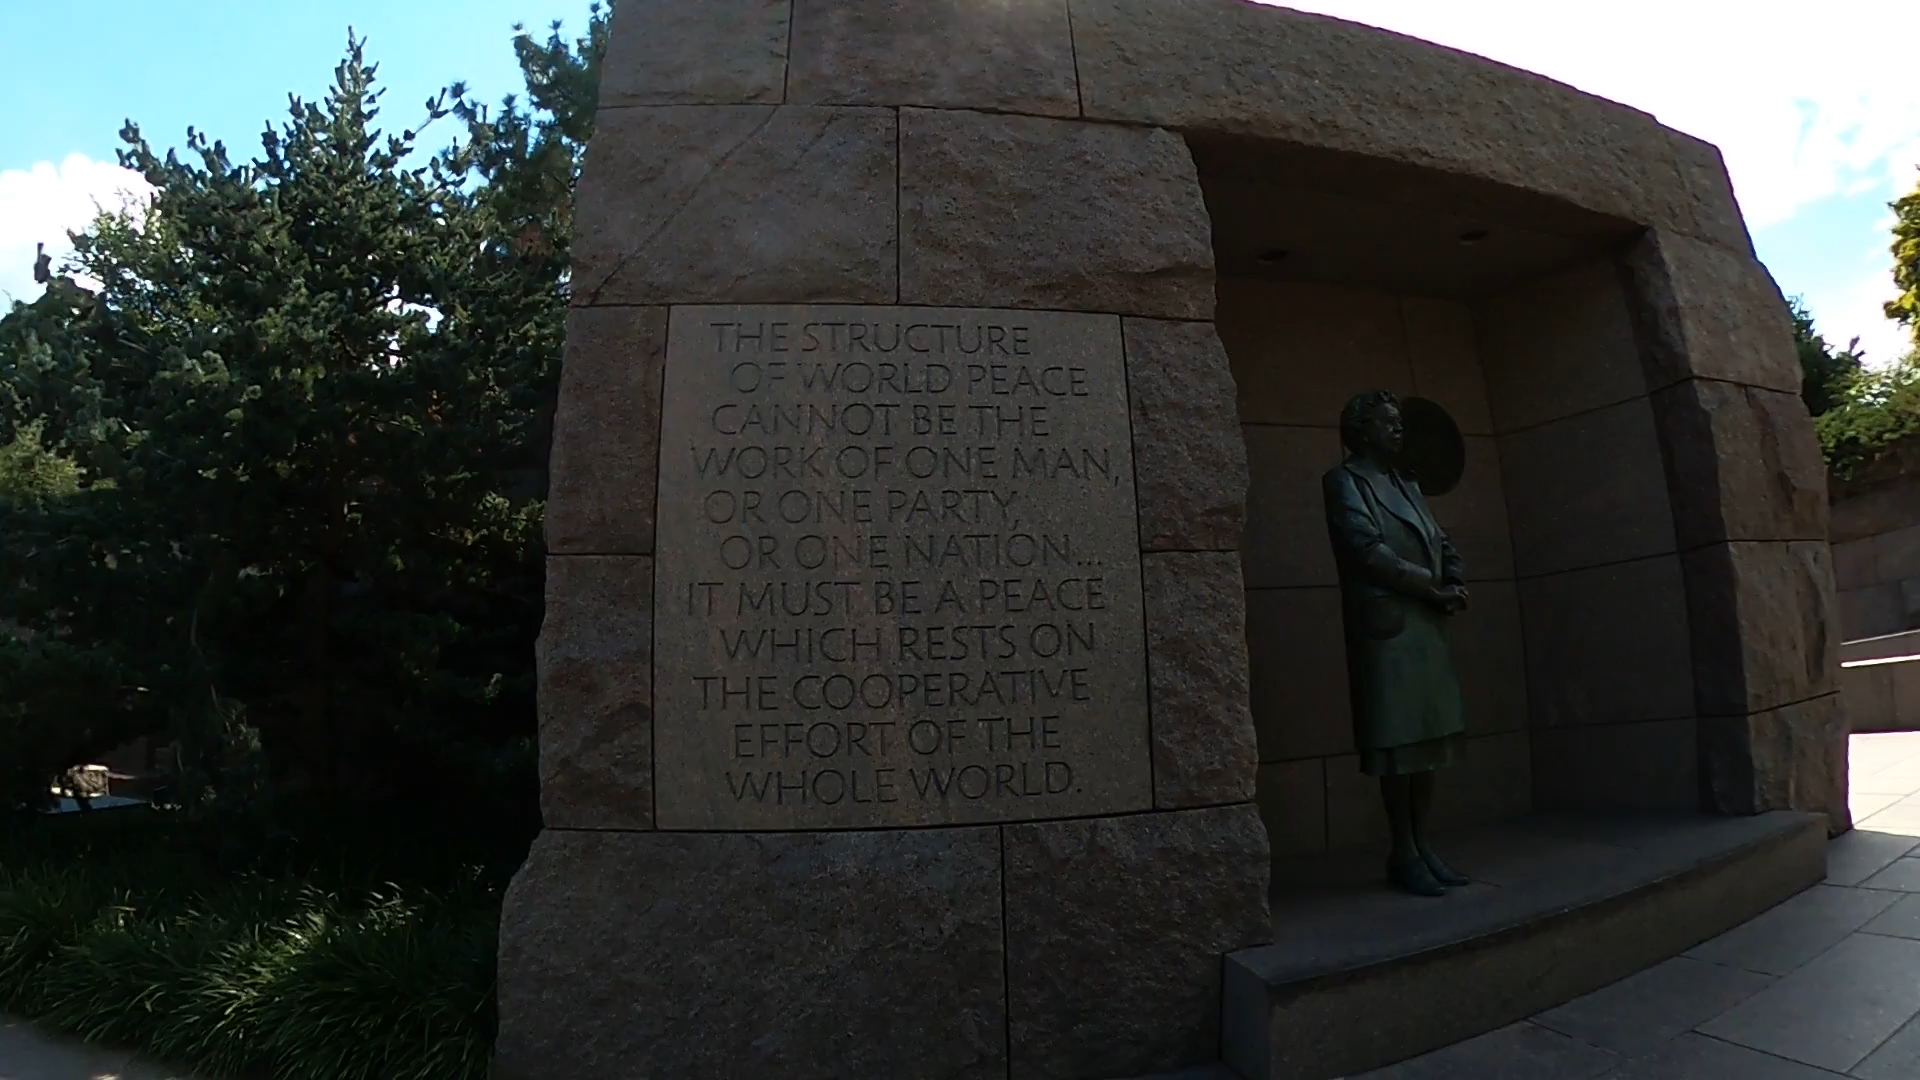 THE STRUCTURE
OF WORLD PEACE
CANNOT BE THE
WORK OF ONE MAN,
OR ONE PARTY,
OR ONE NATION...
IT MUST BE A PEACE
WHICH RESTS ON
THE COOPERATIVE
EFFORT OF THE
WHOLE WORLD.